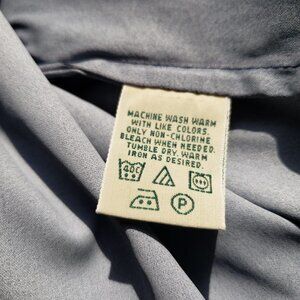 MACHINE WASH WARM
WITH LIKE COLORS.
ONLY NON-CHLORINE
BLEACH WHEN NEEDED.
TUMBLE DRY. WARM
IRON AS DESIRED.
40C
P